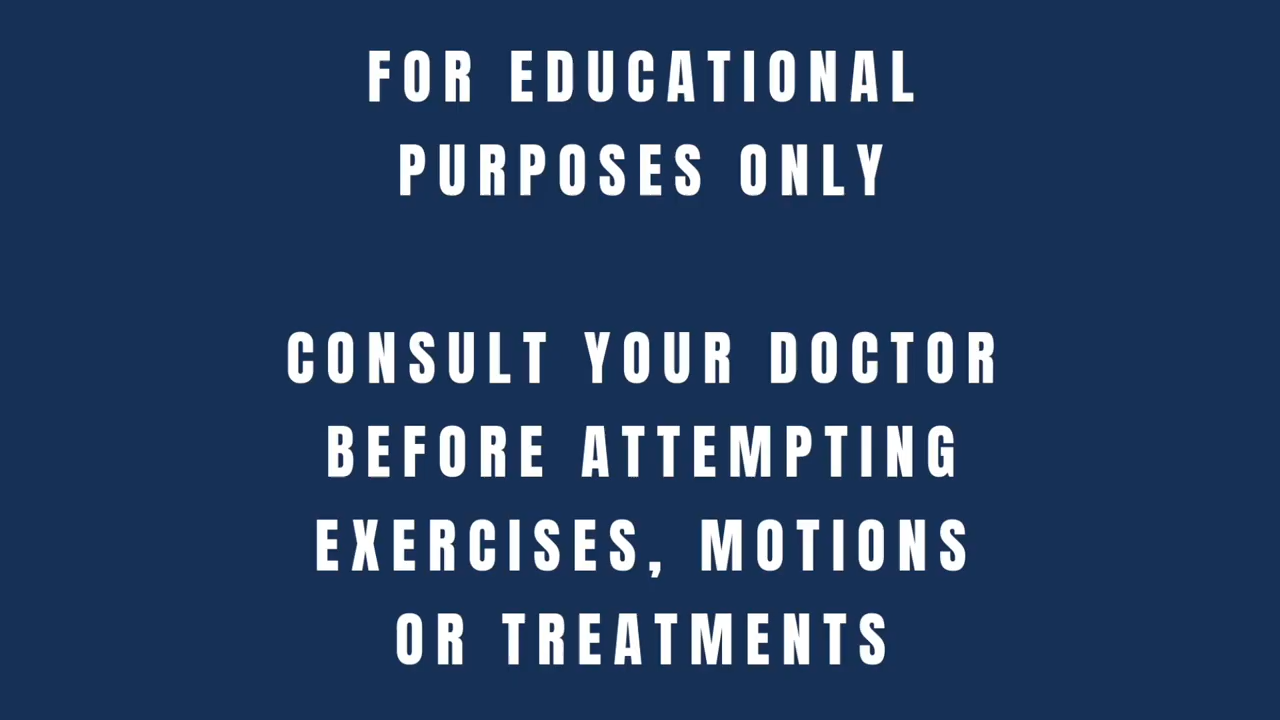 FOR EDUCATIONAL
PURPOSES ONLY
CONSULT YOUR DOCTOR
BEFORE ATTEMPTING
EXERCISES, MOTIONS
OR TREATMENTS